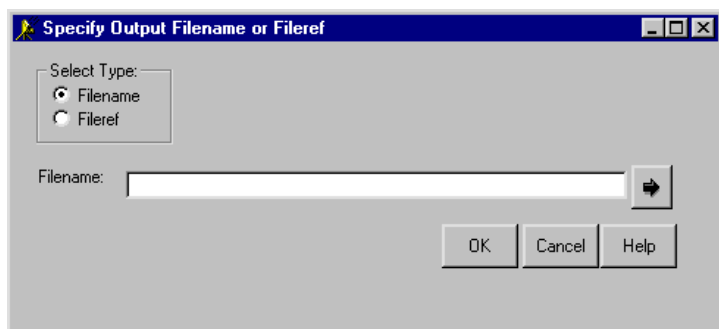 Specify Output Filename or Fileref
Select Type:
Filename
Fileref
Filename:
OK Cancel Help